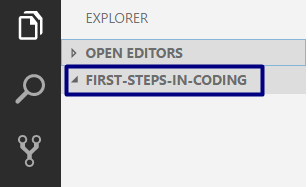 EXPLORER
OPEN EDITORS
FIRST-STEPS-IN-CODING